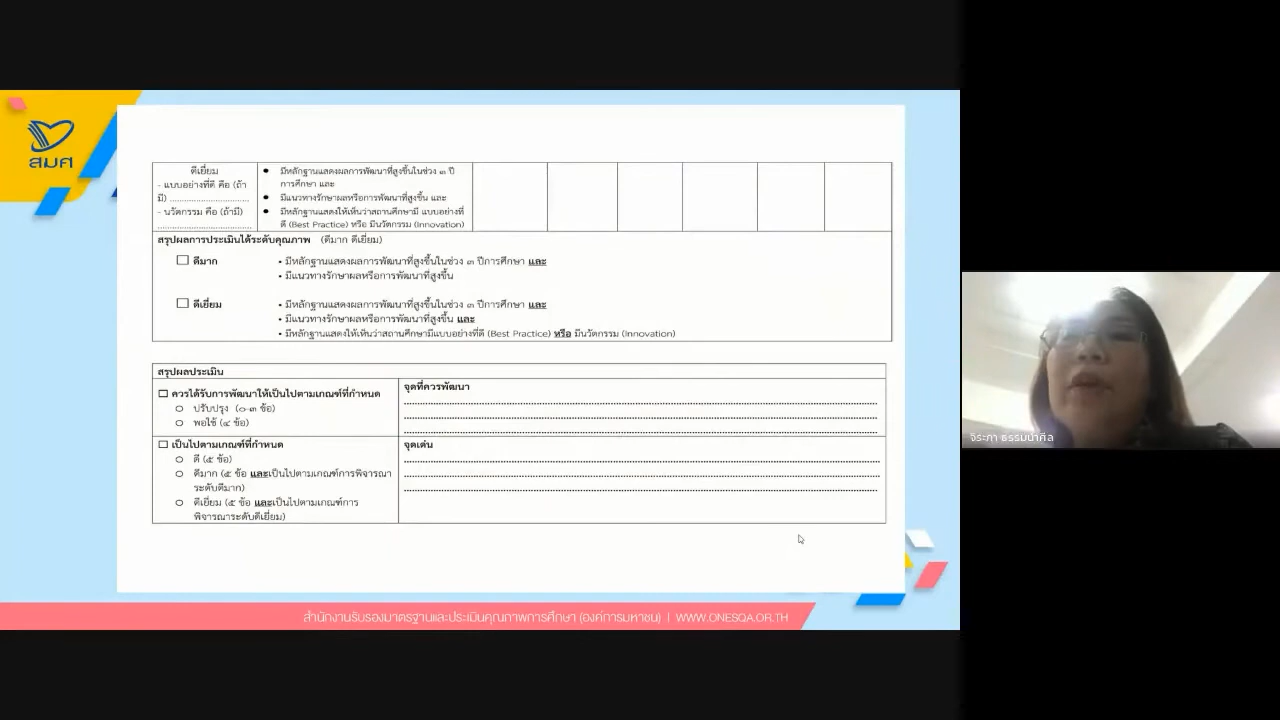 สมศ
ดีเยี่ยม
- แบบอย่างที่ดี คือ (ถ้า
มี) ..............................
- นวัตกรรม คือ (ถ้ามี)
..................................
● มีหลักฐานแสดงผลการพัฒนาที่สูงขึ้นในช่วง ๓ ปี
การศึกษา และ
● มีแนวทางรักษาผลหรือการพัฒนาที่สูงขึ้น และ
● มีหลักฐานแสดงให้เห็นว่าสถานศึกษามี แบบอย่างที่
ดี (Best Practice) หรือ มีนวัตกรรม (Innovation)
สรุปผลการประเมินได้ระดับคุณภาพ (ดีมาก ดีเยี่ยม)
☐ ดีมาก
• มีหลักฐานแสดงผลการพัฒนาที่สูงขึ้นในช่วง ๓ ปีการศึกษา และ
• มีแนวทางรักษาผลหรือการพัฒนาที่สูงขึ้น
☐ ดีเยี่ยม
• มีหลักฐานแสดงผลการพัฒนาที่สูงขึ้นในช่วง ๓ ปีการศึกษา และ
• มีแนวทางรักษาผลหรือการพัฒนาที่สูงขึ้น และ
• มีหลักฐานแสดงให้เห็นว่าสถานศึกษามีแบบอย่างที่ดี (Best Practice) หรือ มีนวัตกรรม (Innovation)
สรุปผลประเมิน
☐ ควรได้รับการพัฒนาให้เป็นไปตามเกณฑ์ที่กำหนด
○ ปรับปรุง (๐-๓ ข้อ)
○ พอใช้ (๔ ข้อ)
จุดที่ควรพัฒนา
☐ เป็นไปตามเกณฑ์ที่กำหนด
○ ดี (๕ ข้อ)
○ ดีมาก (๕ ข้อ และเป็นไปตามเกณฑ์การพิจารณา
ระดับดีมาก)
○ ดีเยี่ยม (๕ ข้อ และเป็นไปตามเกณฑ์การ
พิจารณาระดับดีเยี่ยม)
จุดเด่น
สำนักงานรับรองมาตรฐานและประเมินคุณภาพการศึกษา (องค์การมหาชน) | WWW.ONESQA.OR.TH
จิระภา ธรรมนำศีล